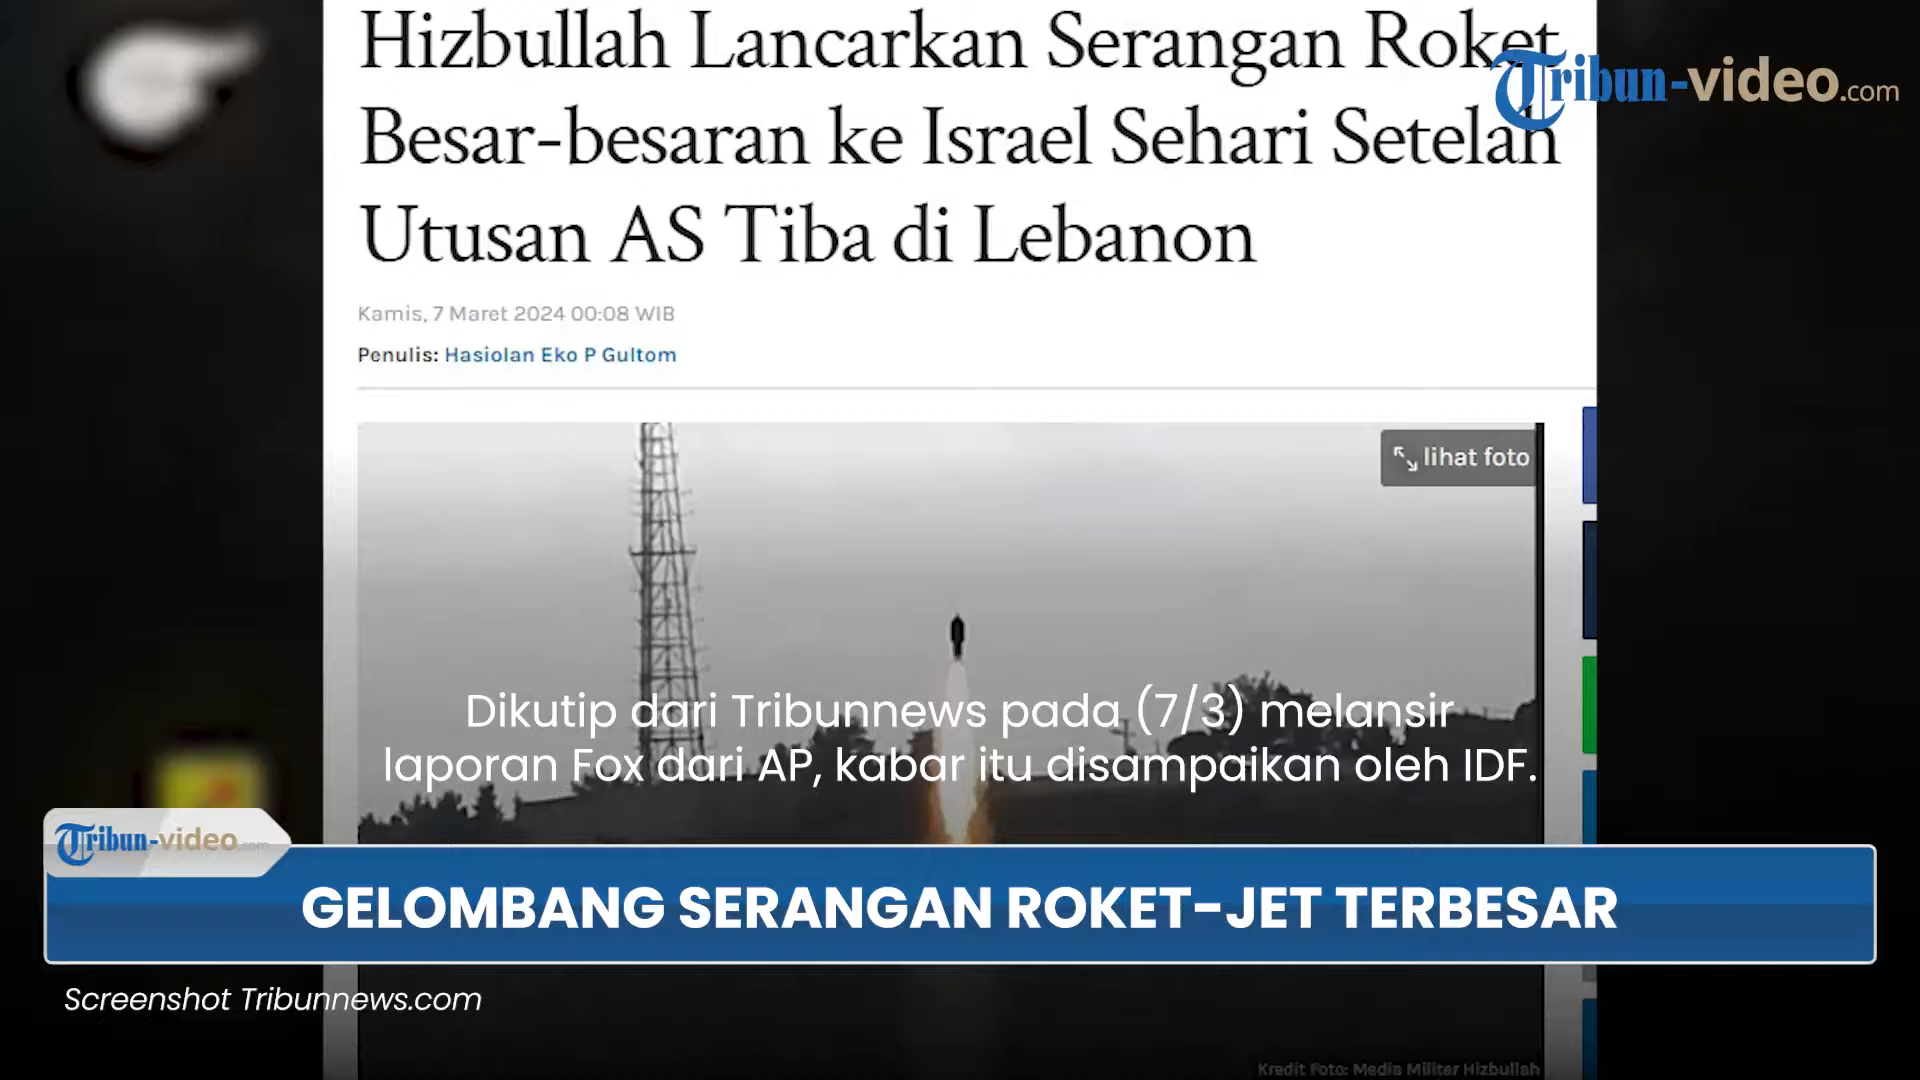 Hizbullah Lancarkan Serangan Roket
Tribun-video.com
Besar-besaran ke Israel Sehari Setelah
Utusan AS Tiba di Lebanon
Kamis, 7 Maret 2024 00:08 WIB
Penulis: Hasiolan Eko P Gultom
lihat foto
Dikutip dari Tribunnews pada (7/3) melansir
laporan Fox dari AP, kabar itu disampaikan oleh IDF.
Tribun-video.com
GELOMBANG SERANGAN ROKET-JET TERBESAR
Screenshot Tribunnews.com
Kredit Foto: Media Militer Hizbullah